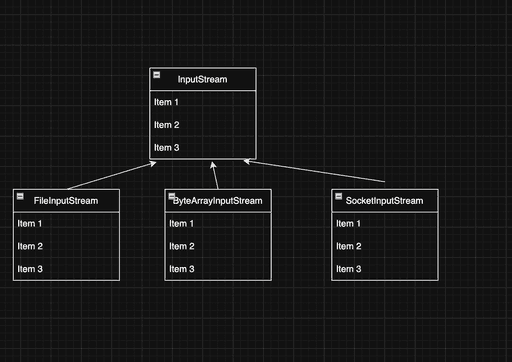 InputStream
Item 1
Item 2
Item 3
FileInputStream
Item 1
Item 2
Item 3
ByteArrayInputStream
Item 1
Item 2
Item 3
SocketInputStream
Item 1
Item 2
Item 3